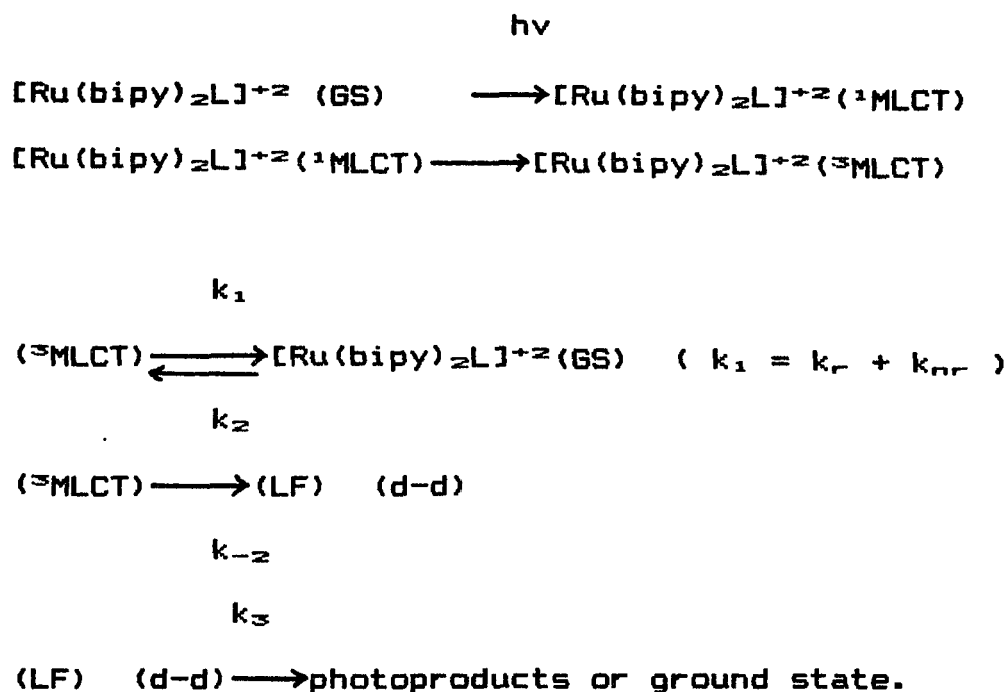 hν
[Ru(bipy)₂L]⁺² (GS) ⟶[Ru(bipy)₂L]⁺²(¹MLCT)
[Ru(bipy)₂L]⁺²(¹MLCT)⟶[Ru(bipy)₂L]⁺²(³MLCT)
k₁
(³MLCT)⇄[Ru(bipy)₂L]⁺²(GS) ( k₁ = kᵣ + kₙᵣ )
k₂
(³MLCT)⟶(LF) (d-d)
k₋₂
k₃
(LF) (d-d)⟶photoproducts or ground state.